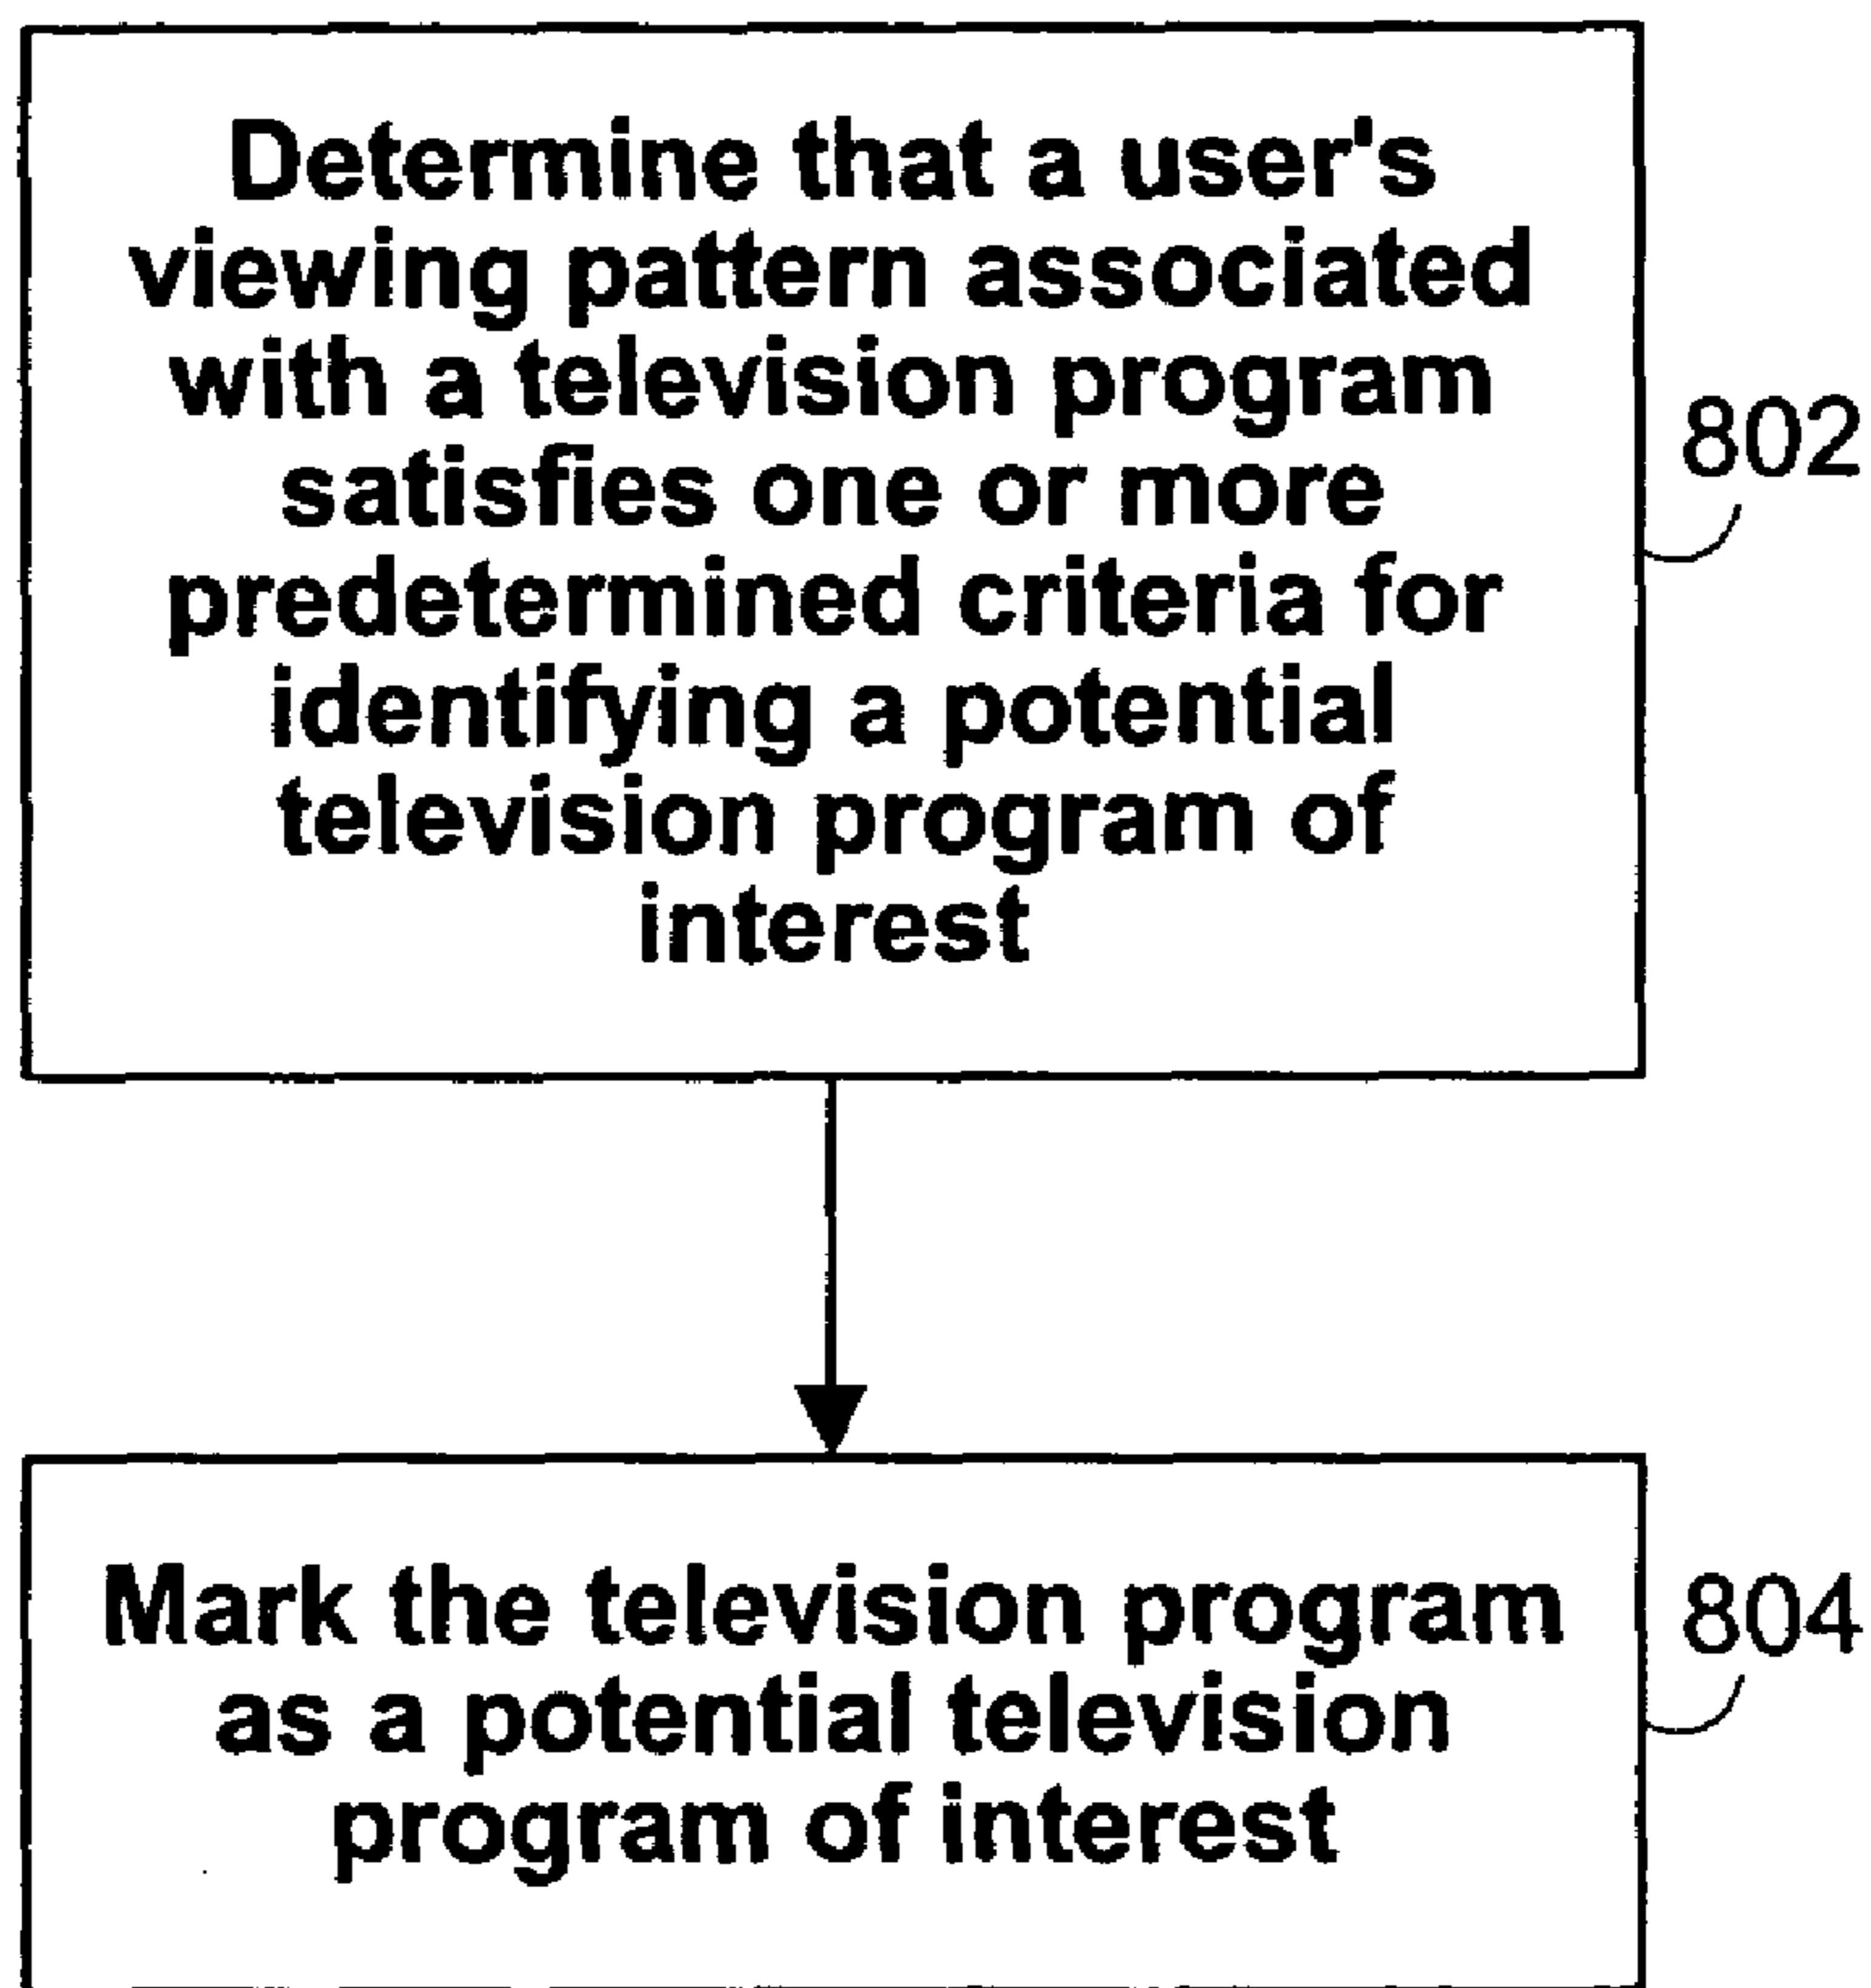 Determine that a user's
viewing pattern associated
with a television program
satisfies one or more
predetermined criteria for
identifying a potential
television program of
interest
802
Mark the television program
as a potential television
program of interest
804